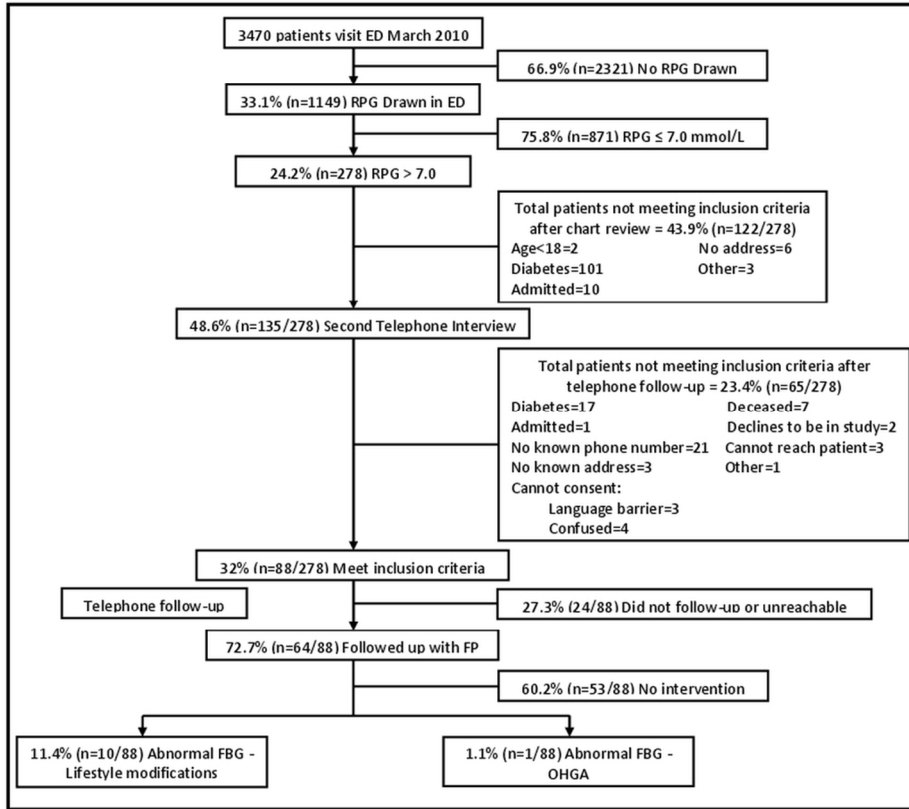 3470 patients visit ED March 2010
66.9% (n=2321) No RPG Drawn
33.1% (n=1149) RPG Drawn in ED
75.8% (n=871) RPG ≤ 7.0 mmol/L
24.2% (n=278) RPG > 7.0
Total patients not meeting inclusion criteria
after chart review = 43.9% (n=122/278)
Age<18=2 No address=6
Diabetes=101 Other=3
Admitted=10
48.6% (n=135/278) Second Telephone Interview
Total patients not meeting inclusion criteria after
telephone follow-up = 23.4% (n=65/278)
Diabetes=17 Deceased=7
Admitted=1 Declines to be in study=2
No known phone number=21 Cannot reach patient=3
No known address=3 Other=1
Cannot consent:
Language barrier=3
Confused=4
32% (n=88/278) Meet inclusion criteria
Telephone follow-up
27.3% (24/88) Did not follow-up or unreachable
72.7% (n=64/88) Followed up with FP
60.2% (n=53/88) No intervention
11.4% (n=10/88) Abnormal FBG –
Lifestyle modifications
1.1% (n=1/88) Abnormal FBG –
OHGA